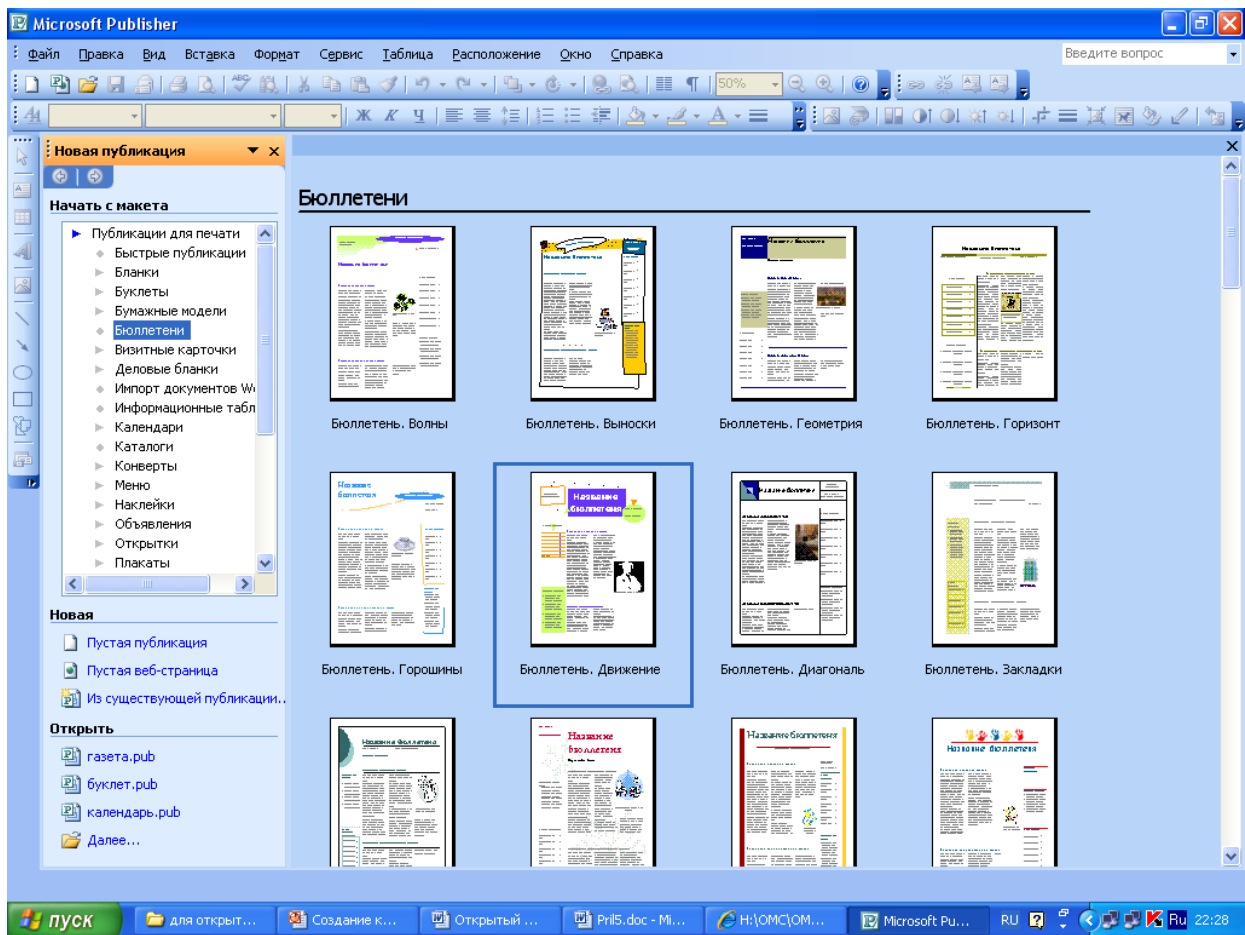 Microsoft Publisher
Файл Правка Вид Вставка Формат Сервис Таблица Расположение Окно Справка
Введите вопрос
50%
Ж К Ч
Новая публикация
Начать с макета
Публикации для печати
Быстрые публикации
Бланки
Буклеты
Бумажные модели
Бюллетени
Визитные карточки
Деловые бланки
Импорт документов W
Информационные табл
Календари
Каталоги
Конверты
Меню
Наклейки
Объявления
Открытки
Плакаты
Новая
Пустая публикация
Пустая веб-страница
Из существующей публикации..
Открыть
газета.pub
буклет.pub
календарь.pub
Далее...
Бюллетени
Бюллетень. Волны
Бюллетень. Выноски
Бюллетень. Геометрия
Бюллетень. Горизонт
Название бюллетеня
Название бюллетеня
Бюллетень. Горошины
Бюллетень. Движение
Бюллетень. Диагональ
Бюллетень. Закладки
Название бюллетеня
Название бюллетеня
Название бюллетеня
Название бюллетеня
пуск
для открыт...
Создание к...
Открытый ...
Pril5.doc - Mi...
H:\OMC\OM...
Microsoft Pu...
RU
Ru
22:28